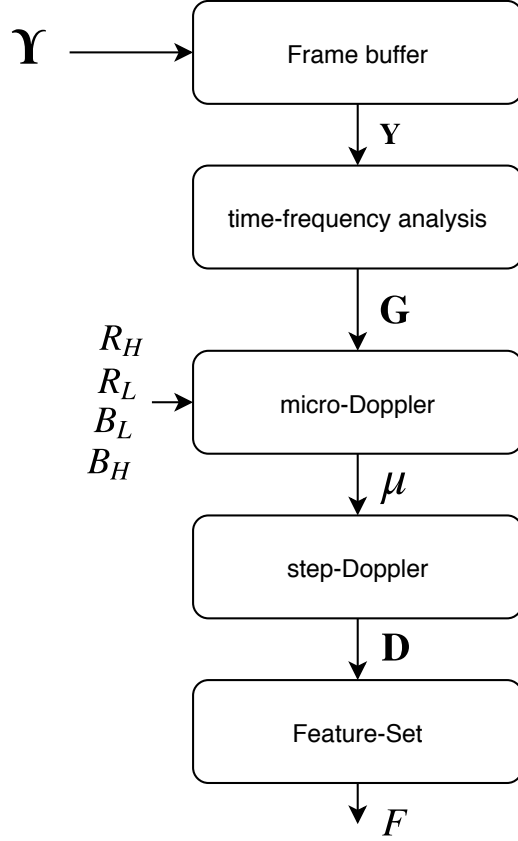 ϒ
Frame buffer
Y
time-frequency analysis
G
R_H
R_L
B_L
B_H
micro-Doppler
μ
step-Doppler
D
Feature-Set
F